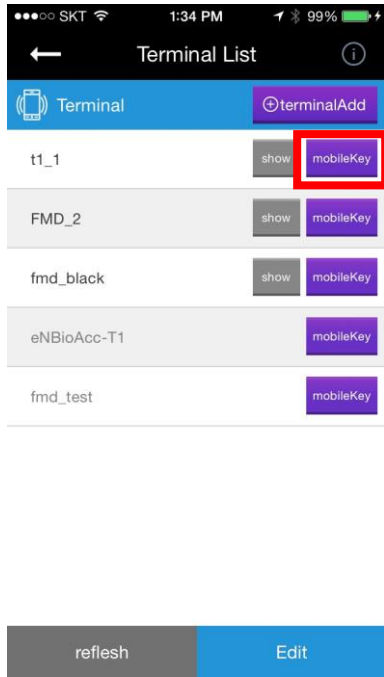 SKT 1:34 PM 99%
Terminal List
Terminal ⊕terminalAdd
t1_1 show mobileKey
FMD_2 show mobileKey
fmd_black show mobileKey
eNBioAcc-T1 mobileKey
fmd_test mobileKey
reflesh Edit